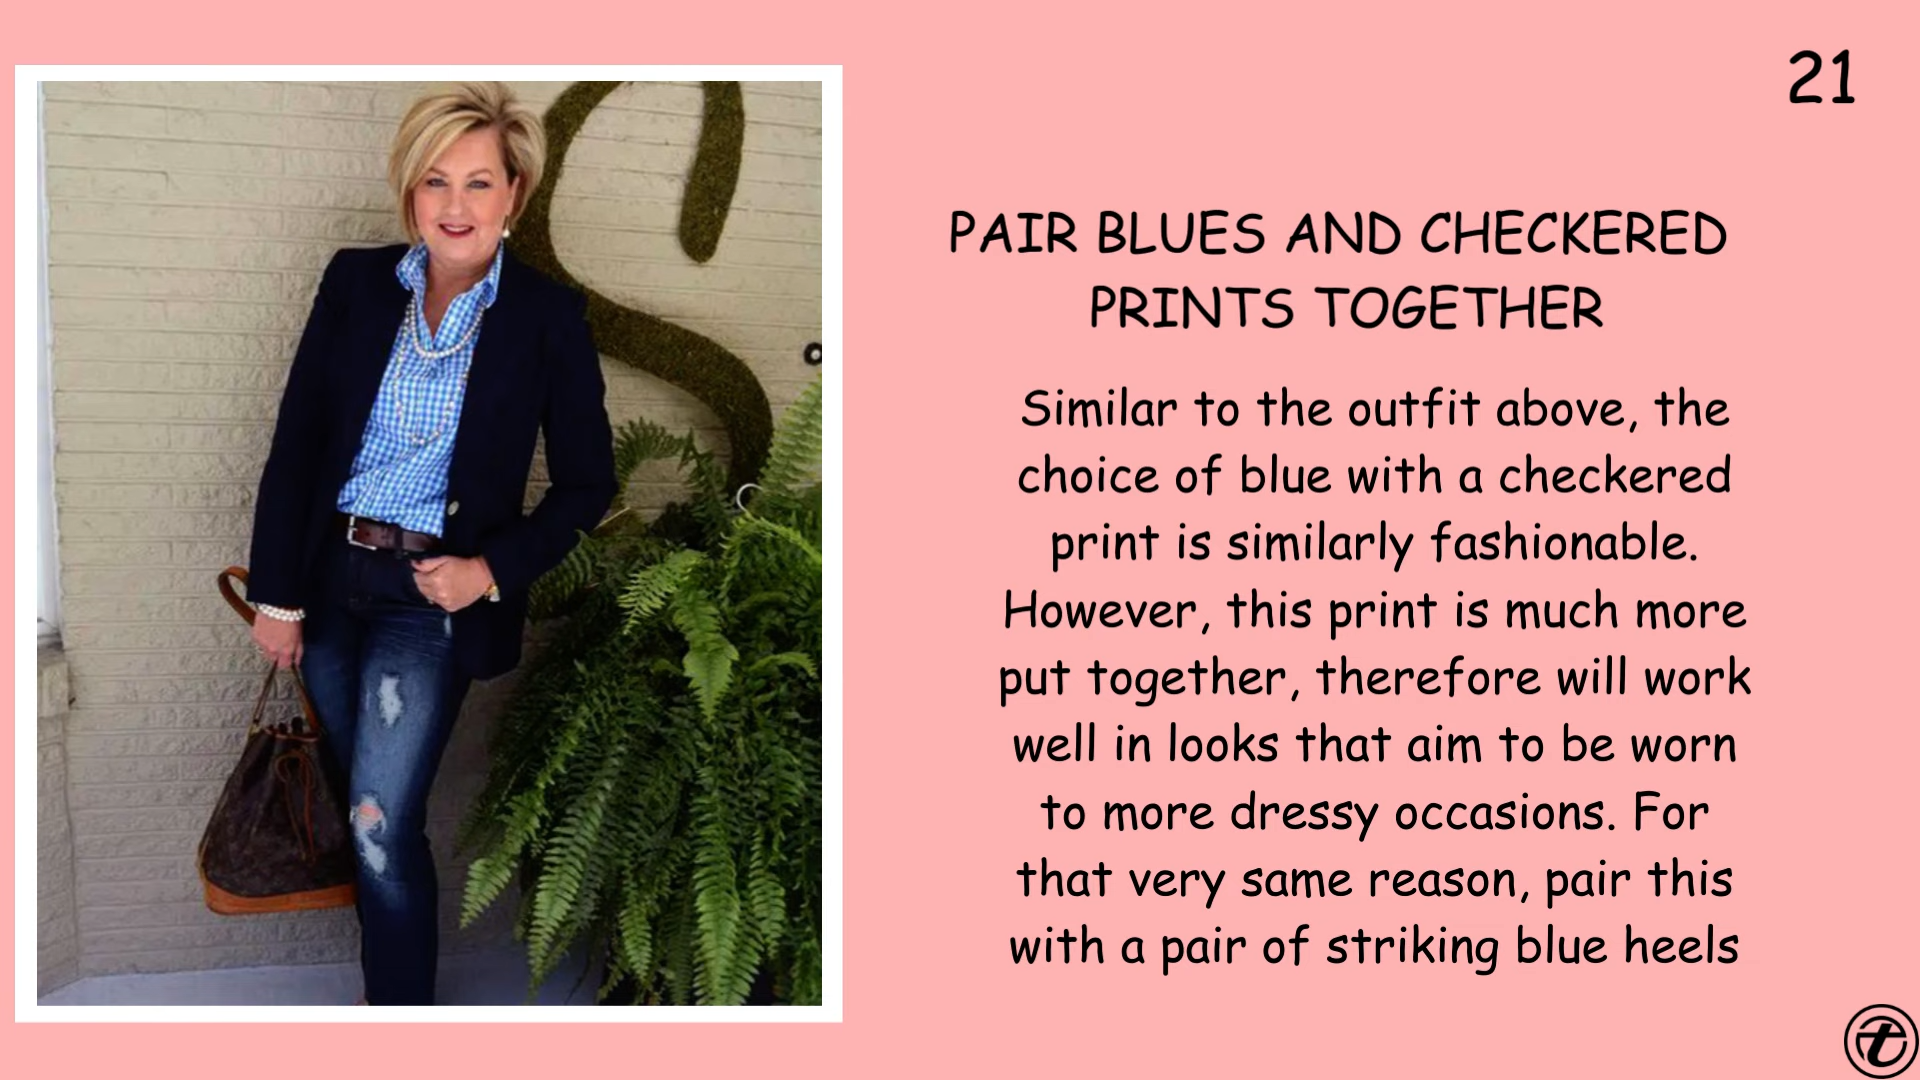 21
PAIR BLUES AND CHECKERED
PRINTS TOGETHER
Similar to the outfit above, the
choice of blue with a checkered
print is similarly fashionable.
However, this print is much more
put together, therefore will work
well in looks that aim to be worn
to more dressy occasions. For
that very same reason, pair this
with a pair of striking blue heels
t